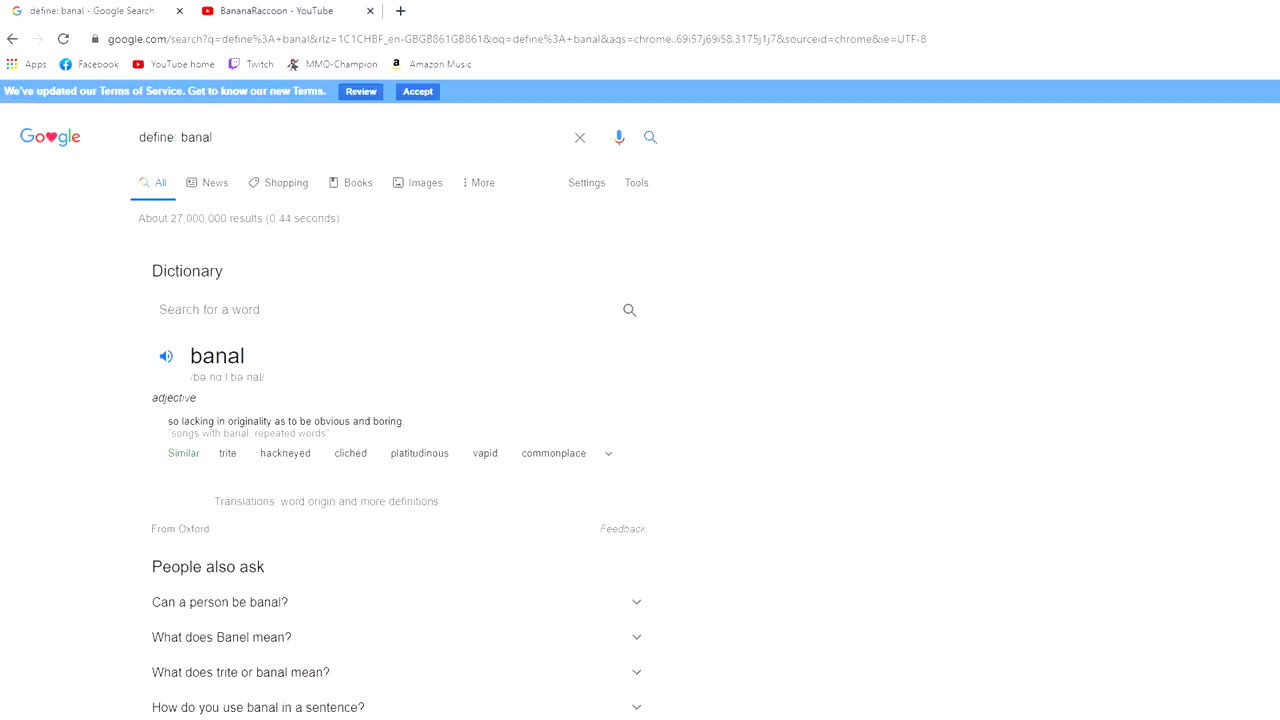 define: banal - Google Search
BananaRaccoon - YouTube
google.com/search?q=define%3A+banal&rlz=1C1CHBF_en-GBGB861GB861&oq=define%3A+banal&aqs=chrome..69i57j69i58.3175j1j7&sourceid=chrome&ie=UTF-8
Apps Facebook YouTube home Twitch MMO-Champion Amazon Music
We've updated our Terms of Service. Get to know our new Terms. Review Accept
Google define: banal
All News Shopping Books Images More Settings Tools
About 27,000,000 results (0.44 seconds)
Dictionary
Search for a word
banal
/bə nɑ l bə nal/
adjective
so lacking in originality as to be obvious and boring.
"songs with banal, repeated words"
Similar: trite hackneyed clichéd platitudinous vapid commonplace
Translations, word origin and more definitions
From Oxford Feedback
People also ask
Can a person be banal?
What does Banel mean?
What does trite or banal mean?
How do you use banal in a sentence?